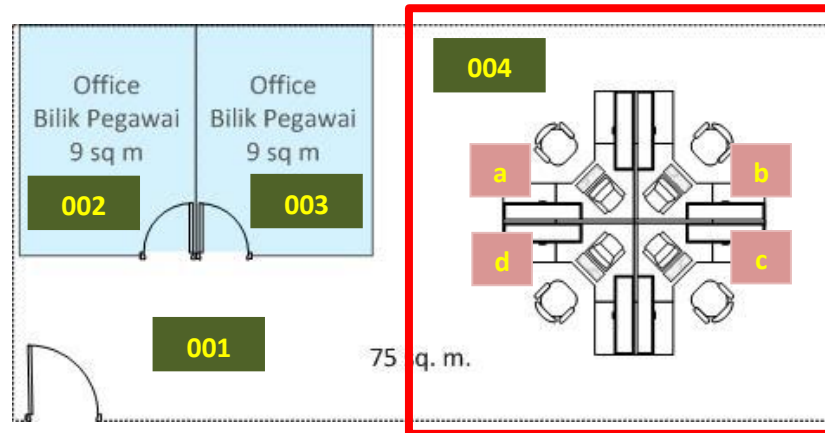 Office
Bilik Pegawai
9 sq m
002
Office
Bilik Pegawai
9 sq m
003
004
a
b
d
c
001
75 sq. m.